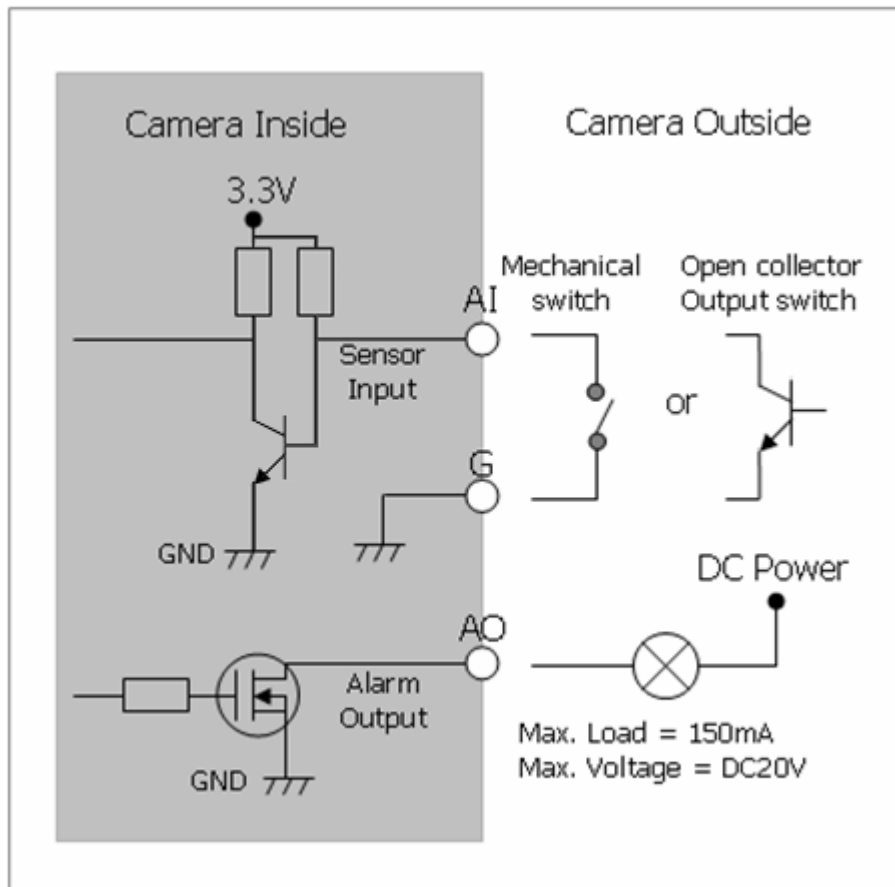 Camera Inside
Camera Outside
3.3V
Mechanical
switch
Open collector
Output switch
AI
Sensor
Input
or
G
GND
DC Power
AO
Alarm
Output
GND
Max. Load = 150mA
Max. Voltage = DC20V